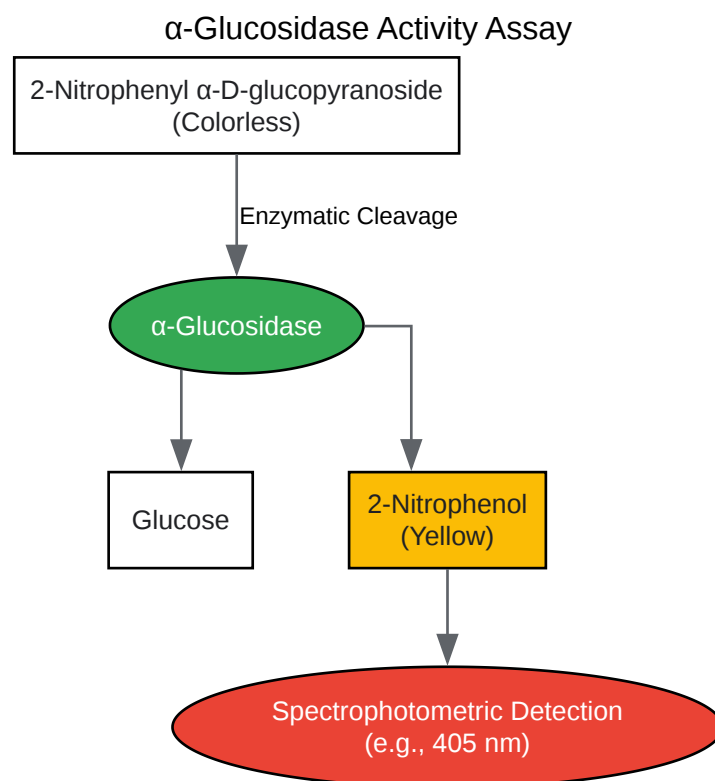 α-Glucosidase Activity Assay
2-Nitrophenyl α-D-glucopyranoside
(Colorless)
Enzymatic Cleavage
α-Glucosidase
Glucose
2-Nitrophenol
(Yellow)
Spectrophotometric Detection
(e.g., 405 nm)